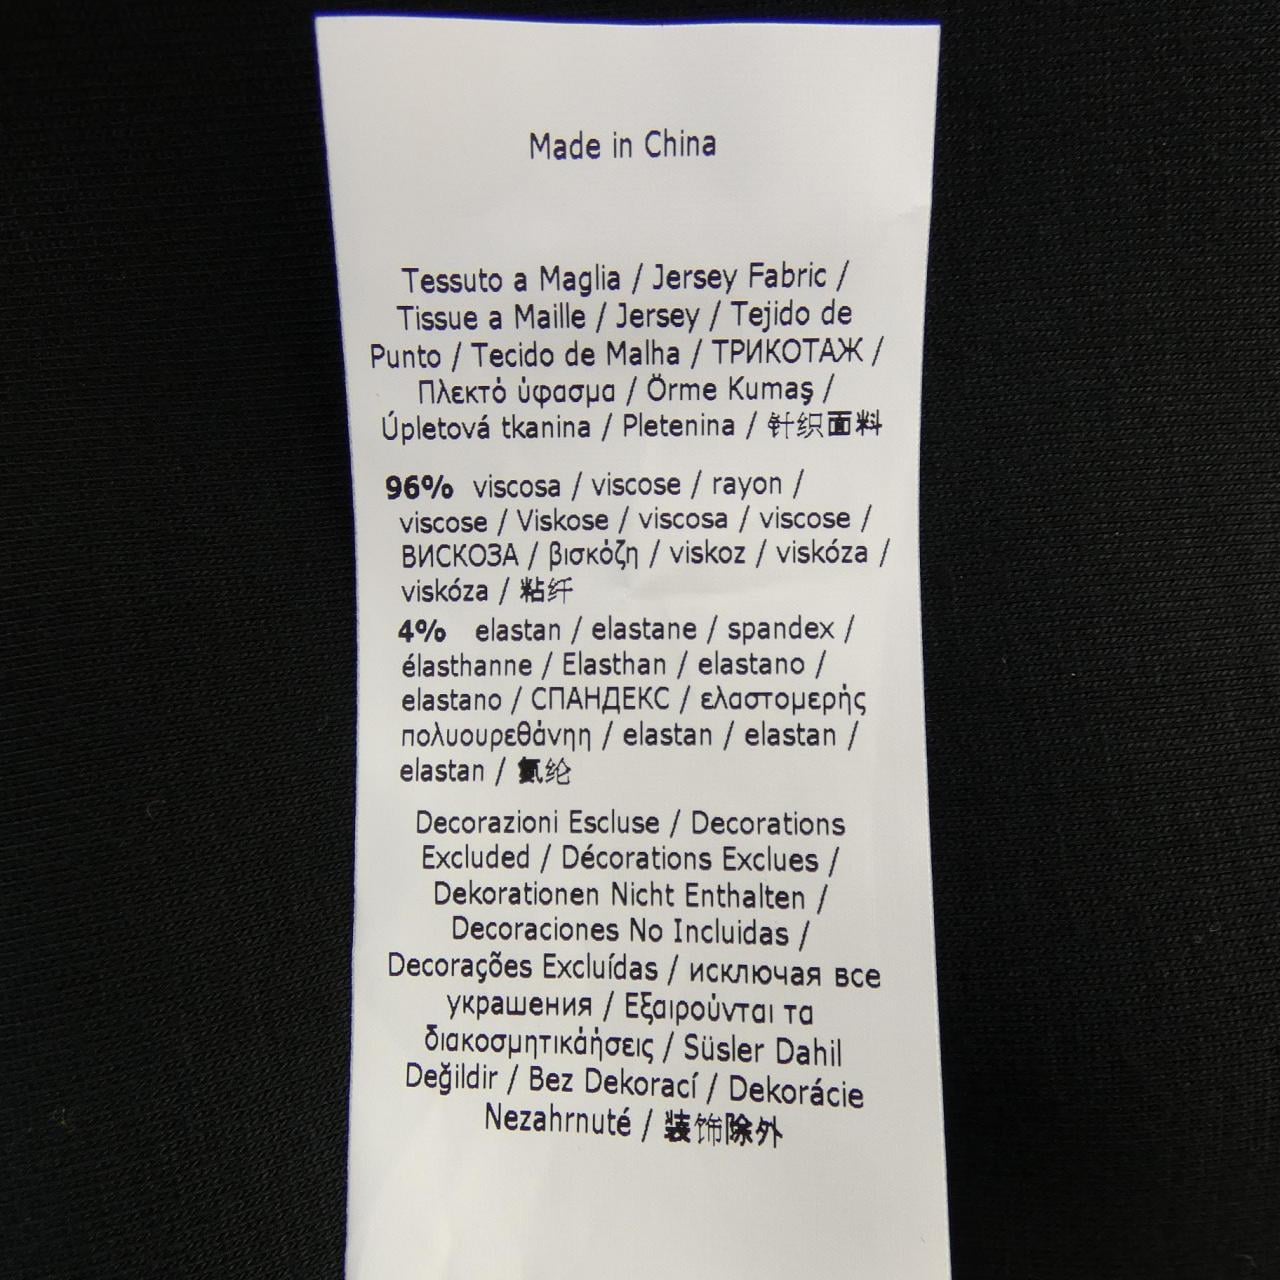 Made in China
Tessuto a Maglia / Jersey Fabric /
Tissue a Maille / Jersey / Tejido de
Punto / Tecido de Malha / ТРИКОТАЖ /
Πλεκτό ύφασμα / Örme Kumaş /
Úpletová tkanina / Pletenina / 针织面料
96% viscosa / viscose / rayon /
viscose / Viskose / viscosa / viscose /
ВИСКОЗА / βισκόζη / viskoz / viskóza /
viskóza / 粘纤
4% elastan / elastane / spandex /
élasthanne / Elasthan / elastano /
elastano / СПАНДЕКС / ελαστομερής
πολυουρεθάνηη / elastan / elastan /
elastan / 氨纶
Decorazioni Escluse / Decorations
Excluded / Décorations Exclues /
Dekorationen Nicht Enthalten /
Decoraciones No Incluidas /
Decorações Excluídas / исключая все
украшения / Εξαιρούνται τα
διακοσμητικάήσεις / Süsler Dahil
Değildir / Bez Dekorací / Dekorácie
Nezahrnuté / 装饰除外